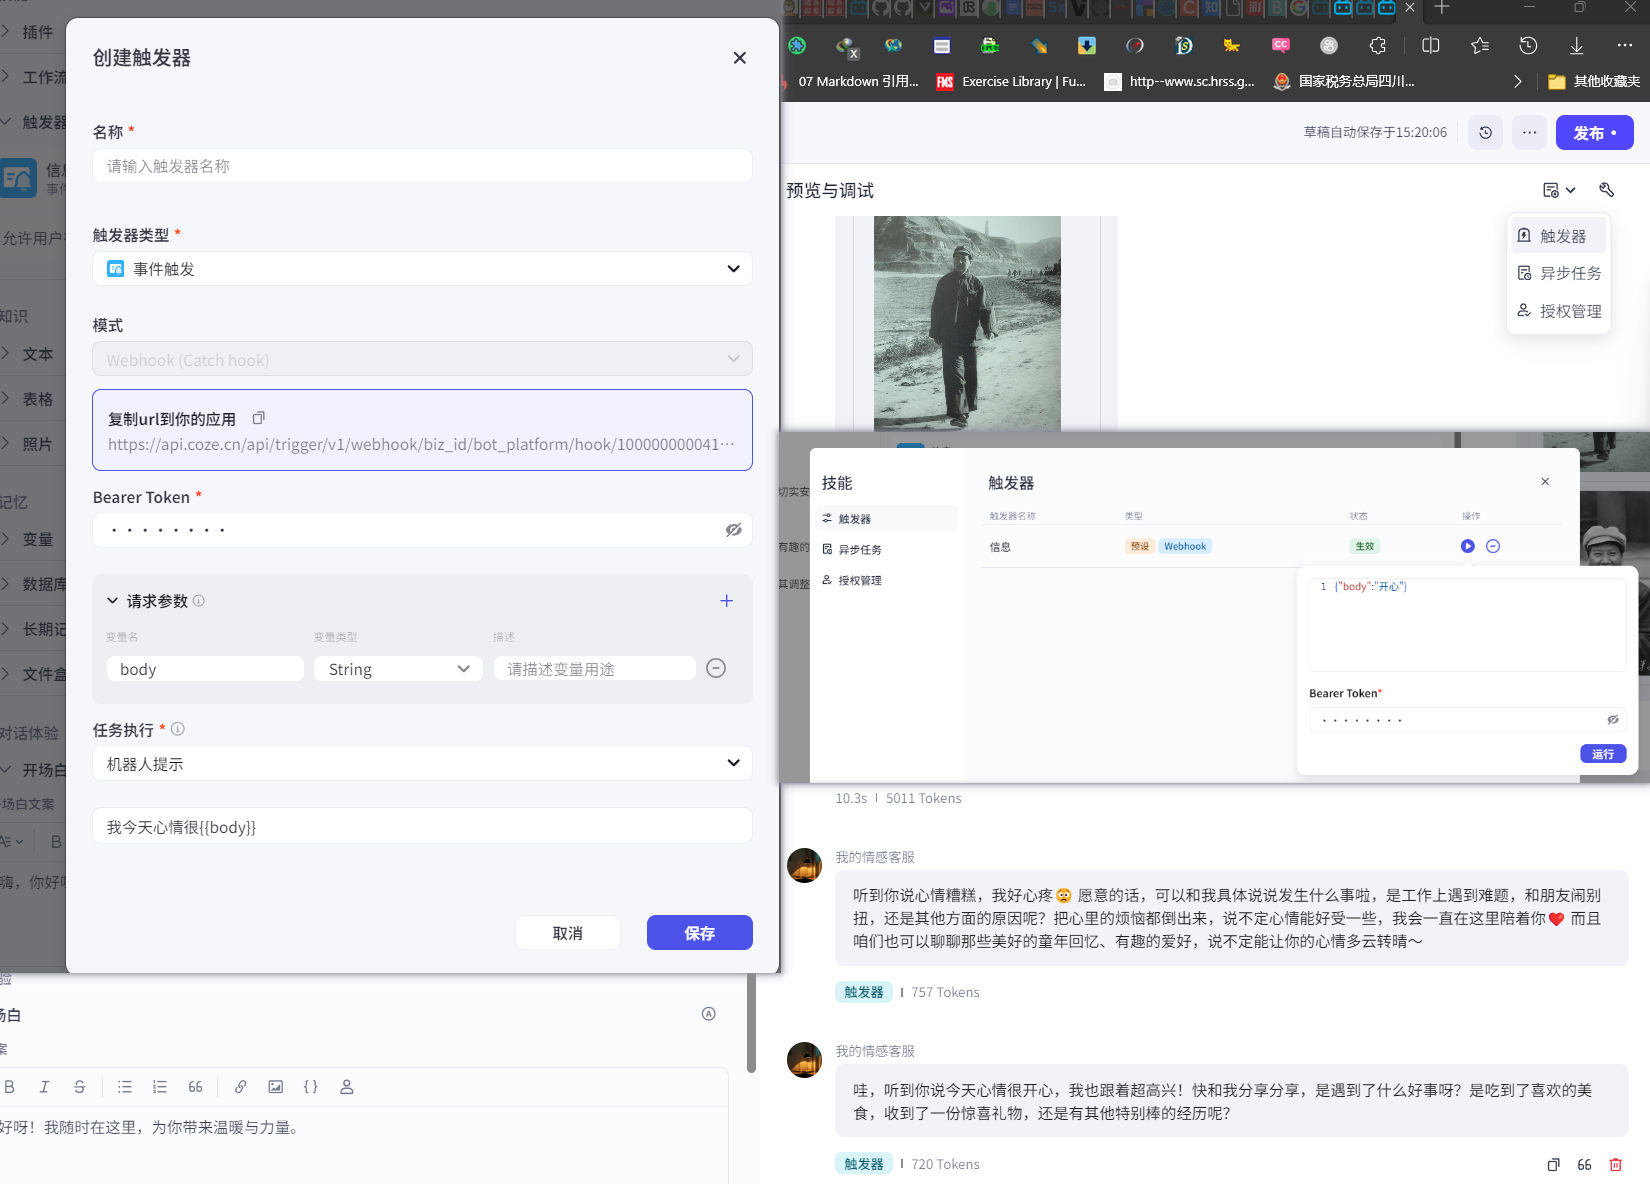 插件
工作流
触发器
信息
事件
允许用户
知识
文本
表格
照片
记忆
变量
数据库
长期记
文件盒
对话体验
开场白
场白文案
B
嗨，你好
创建触发器
名称 *
请输入触发器名称
触发器类型 *
事件触发
模式
Webhook (Catch hook)
复制url到你的应用
https://api.coze.cn/api/trigger/v1/webhook/biz_id/bot_platform/hook/100000000041···
Bearer Token *
• • • • • • • •
请求参数
变量名 变量类型 描述
body String 请描述变量用途
任务执行 *
机器人提示
我今天心情很{{body}}
取消 保存
验
场白
案
B I S 66 { }
好呀！我随时在这里，为你带来温暖与力量。
07 Markdown 引用... FMS Exercise Library | Fu... http--www.sc.hrss.g... 国家税务总局四川... 其他收藏夹
草稿自动保存于15:20:06 发布 •
预览与调试
触发器
异步任务
授权管理
切实安
有趣的
其调整
技能
触发器
异步任务
授权管理
触发器
触发器名称 类型 状态 操作
信息 预设 Webhook 生效
1 {"body":"开心"}
Bearer Token*
• • • • • • • •
运行
10.3s | 5011 Tokens
我的情感客服
听到你说心情糟糕，我好心疼😨 愿意的话，可以和我具体说说发生什么事啦，是工作上遇到难题，和朋友闹别
扭，还是其他方面的原因呢？把心里的烦恼都倒出来，说不定心情能好受一些，我会一直在这里陪着你❤️ 而且
咱们也可以聊聊那些美好的童年回忆、有趣的爱好，说不定能让你的心情多云转晴～
触发器 | 757 Tokens
我的情感客服
哇，听到你说今天心情很开心，我也跟着超高兴！快和我分享分享，是遇到了什么好事呀？是吃到了喜欢的美
食，收到了一份惊喜礼物，还是有其他特别棒的经历呢？
触发器 | 720 Tokens